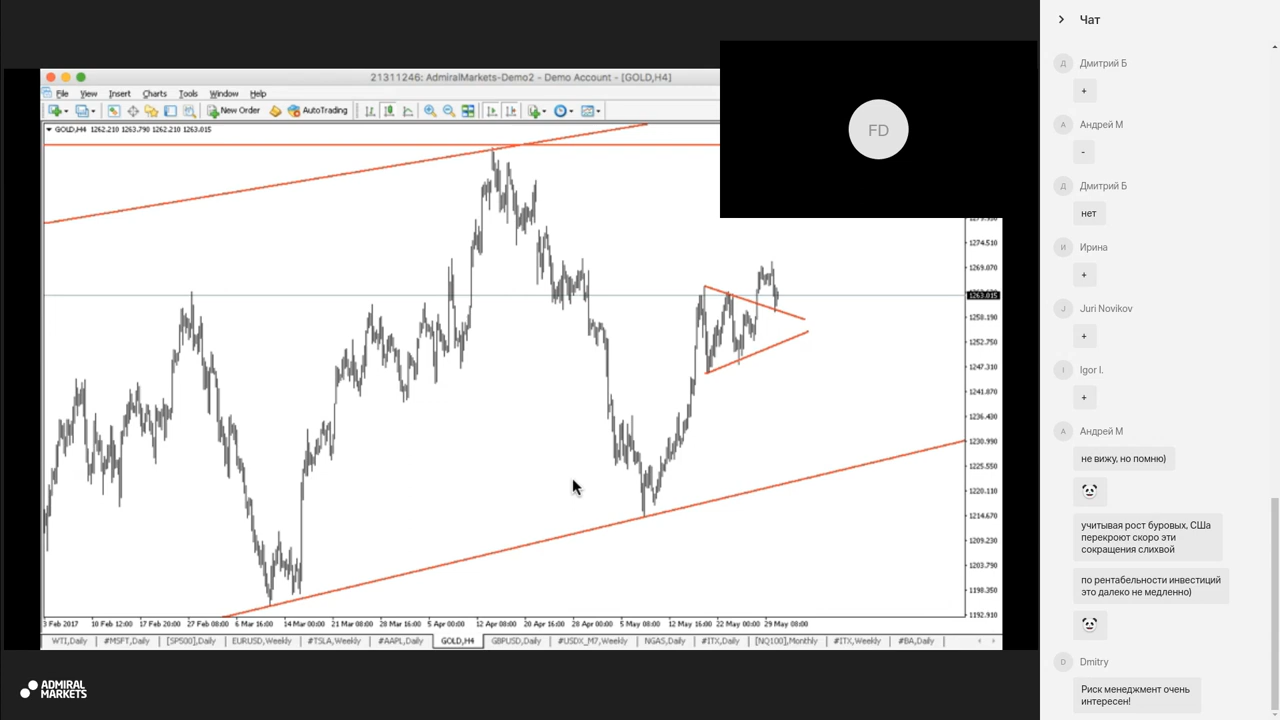 21311246: AdmiralMarkets-Demo2 - Demo Account - [GOLD,H4]
File View Insert Charts Tools Window Help
New Order AutoTrading
GOLD,H4 1262.210 1263.790 1262.210 1263.015
1274.510
1269.070
1263.015
1258.190
1252.750
1247.310
1241.870
1236.430
1230.990
1225.550
1220.110
1214.670
1209.230
1203.790
1198.350
1192.910
3 Feb 2017 10 Feb 12:00 17 Feb 20:00 27 Feb 08:00 6 Mar 16:00 14 Mar 00:00 21 Mar 08:00 28 Mar 16:00 5 Apr 00:00 12 Apr 08:00 20 Apr 16:00 28 Apr 00:00 5 May 08:00 12 May 16:00 22 May 00:00 29 May 08:00
WTI,Daily #MSFT,Daily [SP500],Daily EURUSD,Weekly #TSLA,Weekly #AAPL,Daily GOLD,H4 GBPUSD,Daily #USDX_M7,Weekly NGAS,Daily #ITX,Daily [NQ100],Monthly #ITX,Weekly #BA,Daily
FD
ADMIRAL
MARKETS
Чат
Д Дмитрий Б
+
А Андрей М
-
Д Дмитрий Б
нет
И Ирина
+
J Juri Novikov
+
I Igor I.
+
А Андрей М
не вижу, но помню)
учитывая рост буровых, США
перекроют скоро эти
сокращения слихвой
по рентабельности инвестиций
это далеко не медленно)
D Dmitry
Риск менеджмент очень
интересен!